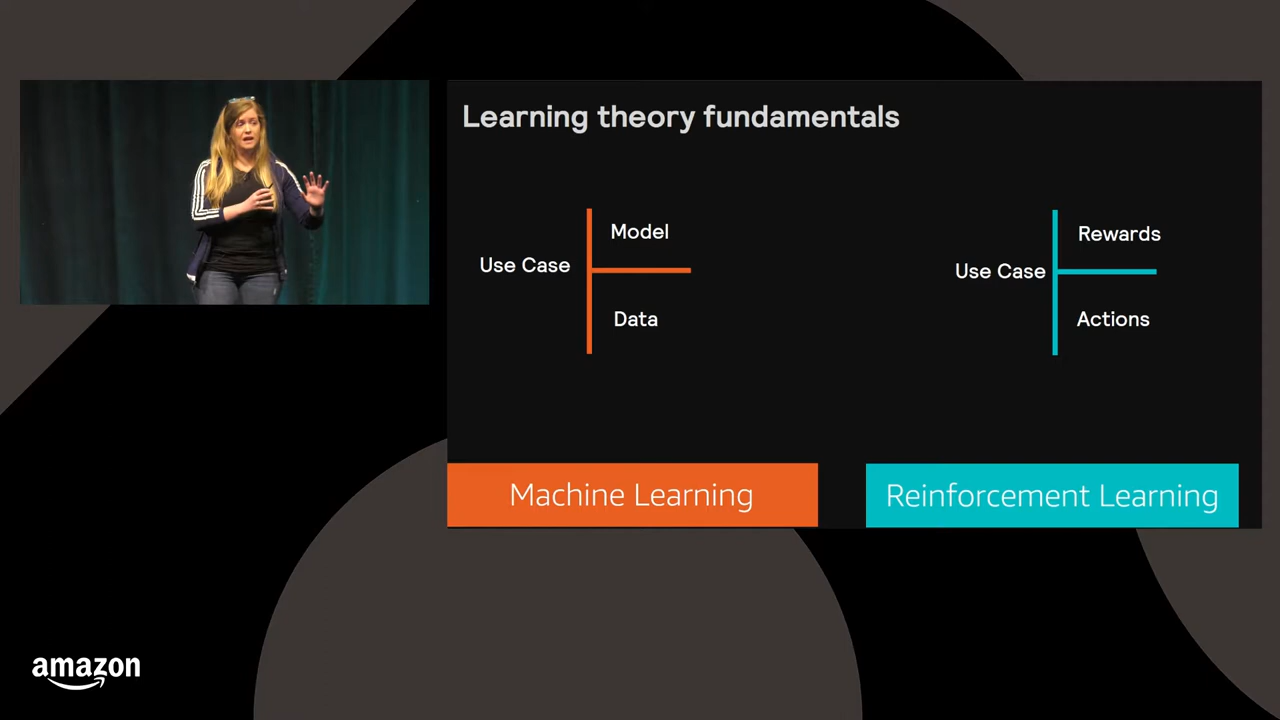 Learning theory fundamentals
Model
Use Case
Data
Rewards
Use Case
Actions
Machine Learning
Reinforcement Learning
amazon